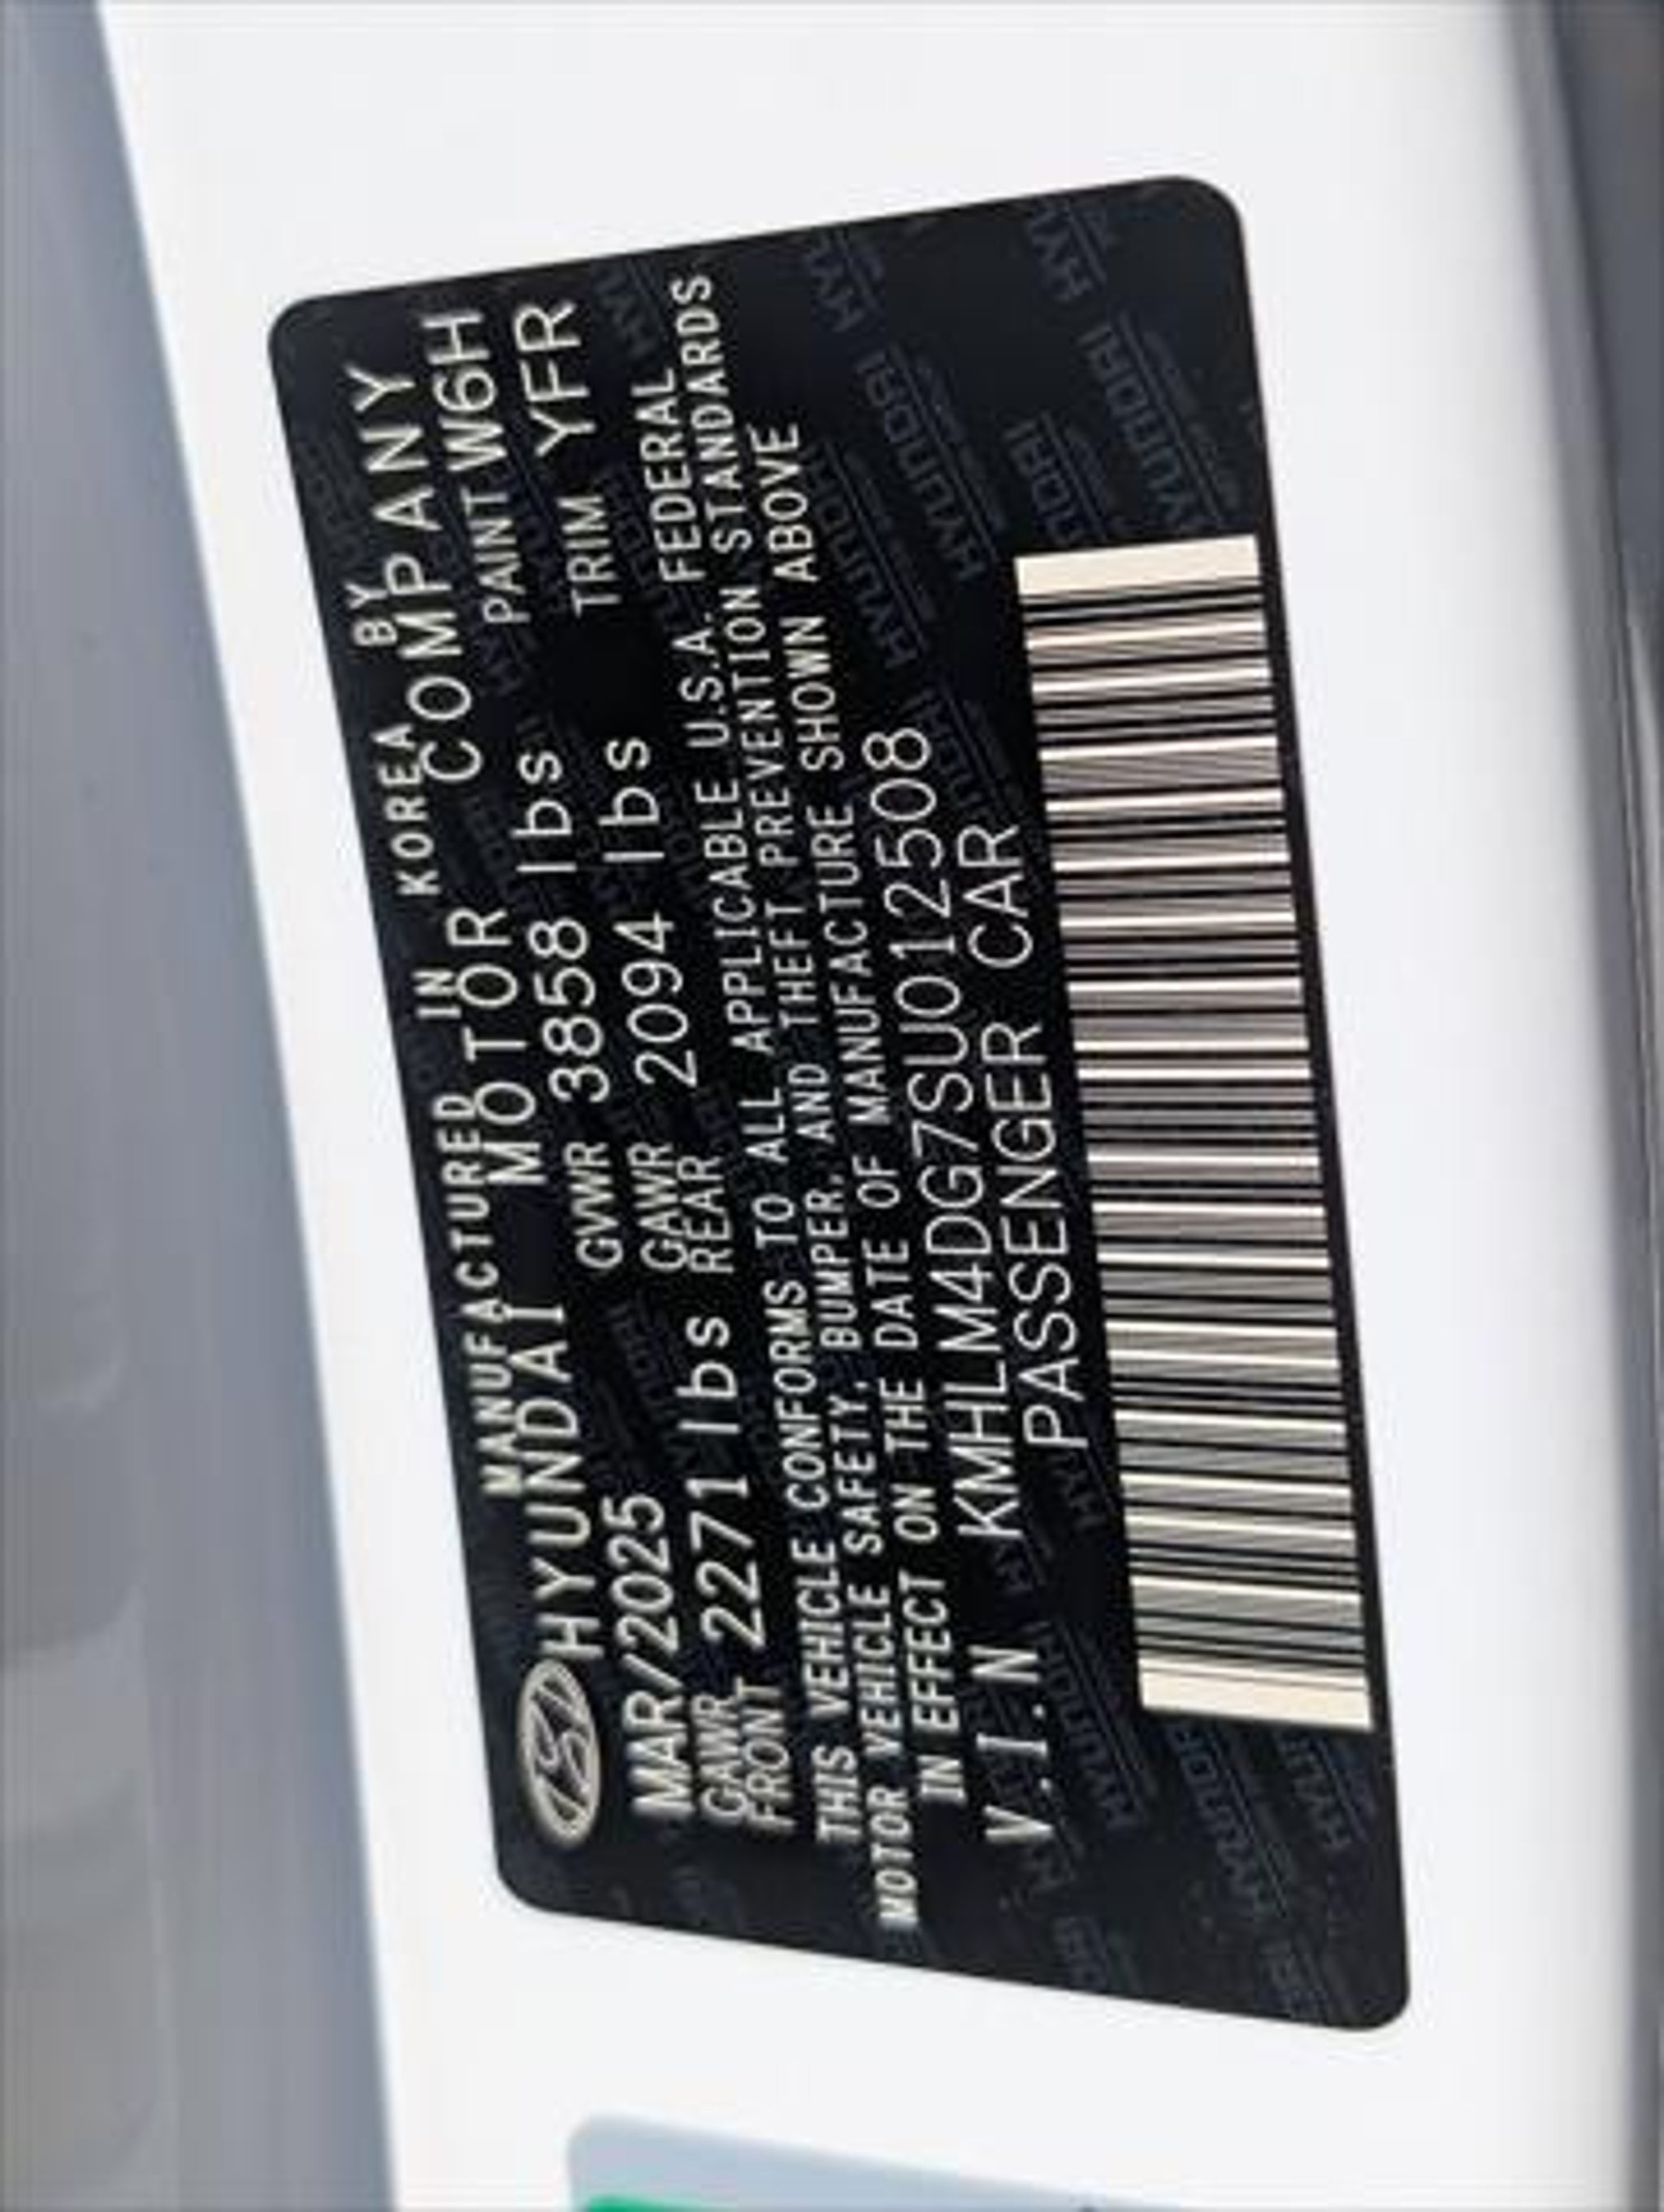 MANUFACTURED IN KOREA BY
HYUNDAI MOTOR COMPANY
MAR/2025 GVWR 3858 lbs PAINT W6H
GAWR FRONT 2271 lbs GAWR REAR 2094 lbs TRIM YFR
THIS VEHICLE CONFORMS TO ALL APPLICABLE U.S.A. FEDERAL
MOTOR VEHICLE SAFETY, BUMPER, AND THEFT PREVENTION STANDARDS
IN EFFECT ON THE DATE OF MANUFACTURE SHOWN ABOVE
V.I.N KMHLM4DG7SU012508
PASSENGER CAR